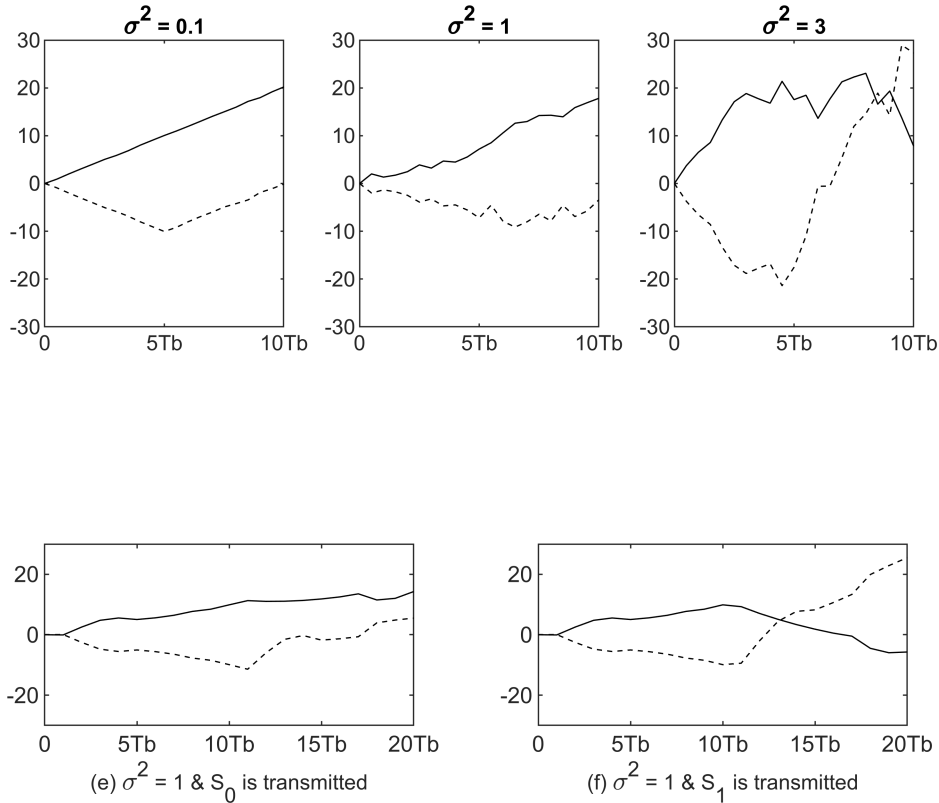 σ² = 0.1 σ² = 1 σ² = 3
30 30 30
20 20 20
10 10 10
0 0 0
-10 -10 -10
-20 -20 -20
-30 -30 -30
0 5Tb 10Tb 0 5Tb 10Tb 0 5Tb 10Tb
20 20
0 0
-20 -20
0 5Tb 10Tb 15Tb 20Tb 0 5Tb 10Tb 15Tb 20Tb
(e) σ² = 1 & S₀ is transmitted (f) σ² = 1 & S₁ is transmitted